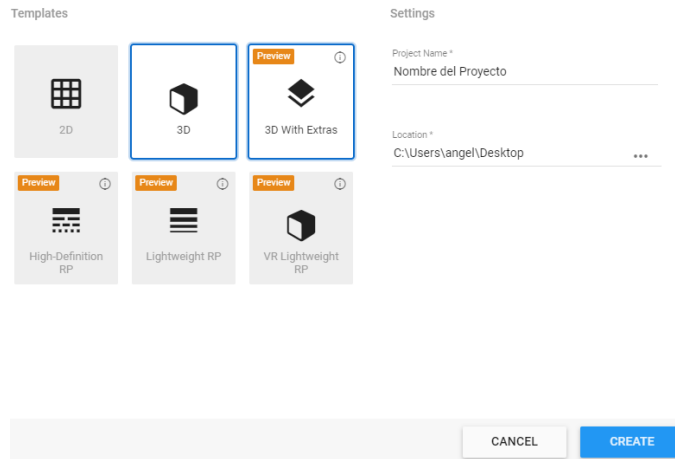 Templates
Settings
2D
3D
Preview
3D With Extras
Preview
High-Definition
RP
Preview
Lightweight RP
Preview
VR Lightweight
RP
Project Name *
Nombre del Proyecto
Location *
C:\Users\angel\Desktop
CANCEL
CREATE